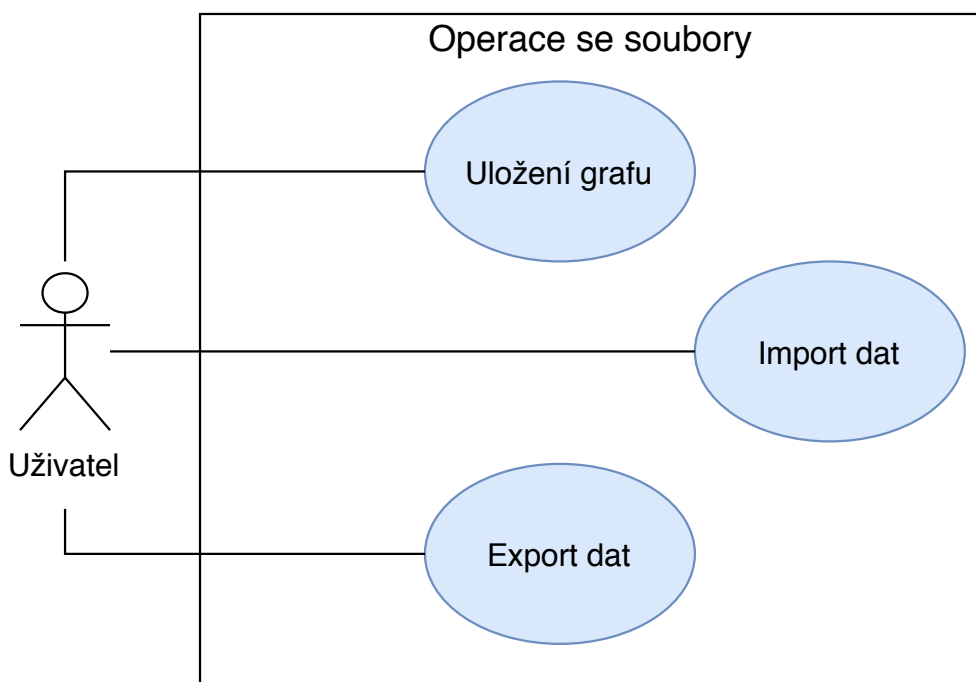 Operace se soubory
Uložení grafu
Import dat
Uživatel
Export dat